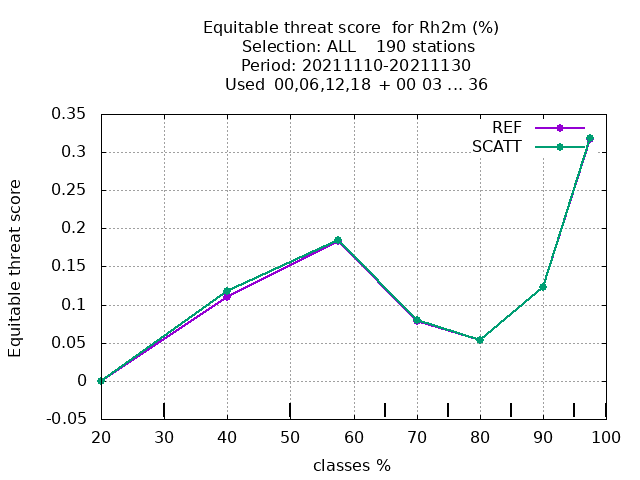 Equitable threat score  for Rh2m (%)
Selection: ALL    190 stations
Period: 20211110-20211130
Used  00,06,12,18  + 00 03 ... 36
REF
SCATT
0.35
0.3
0.25
0.2
0.15
0.1
0.05
0
-0.05
Equitable threat score
20 30 40 50 60 70 80 90 100
classes %